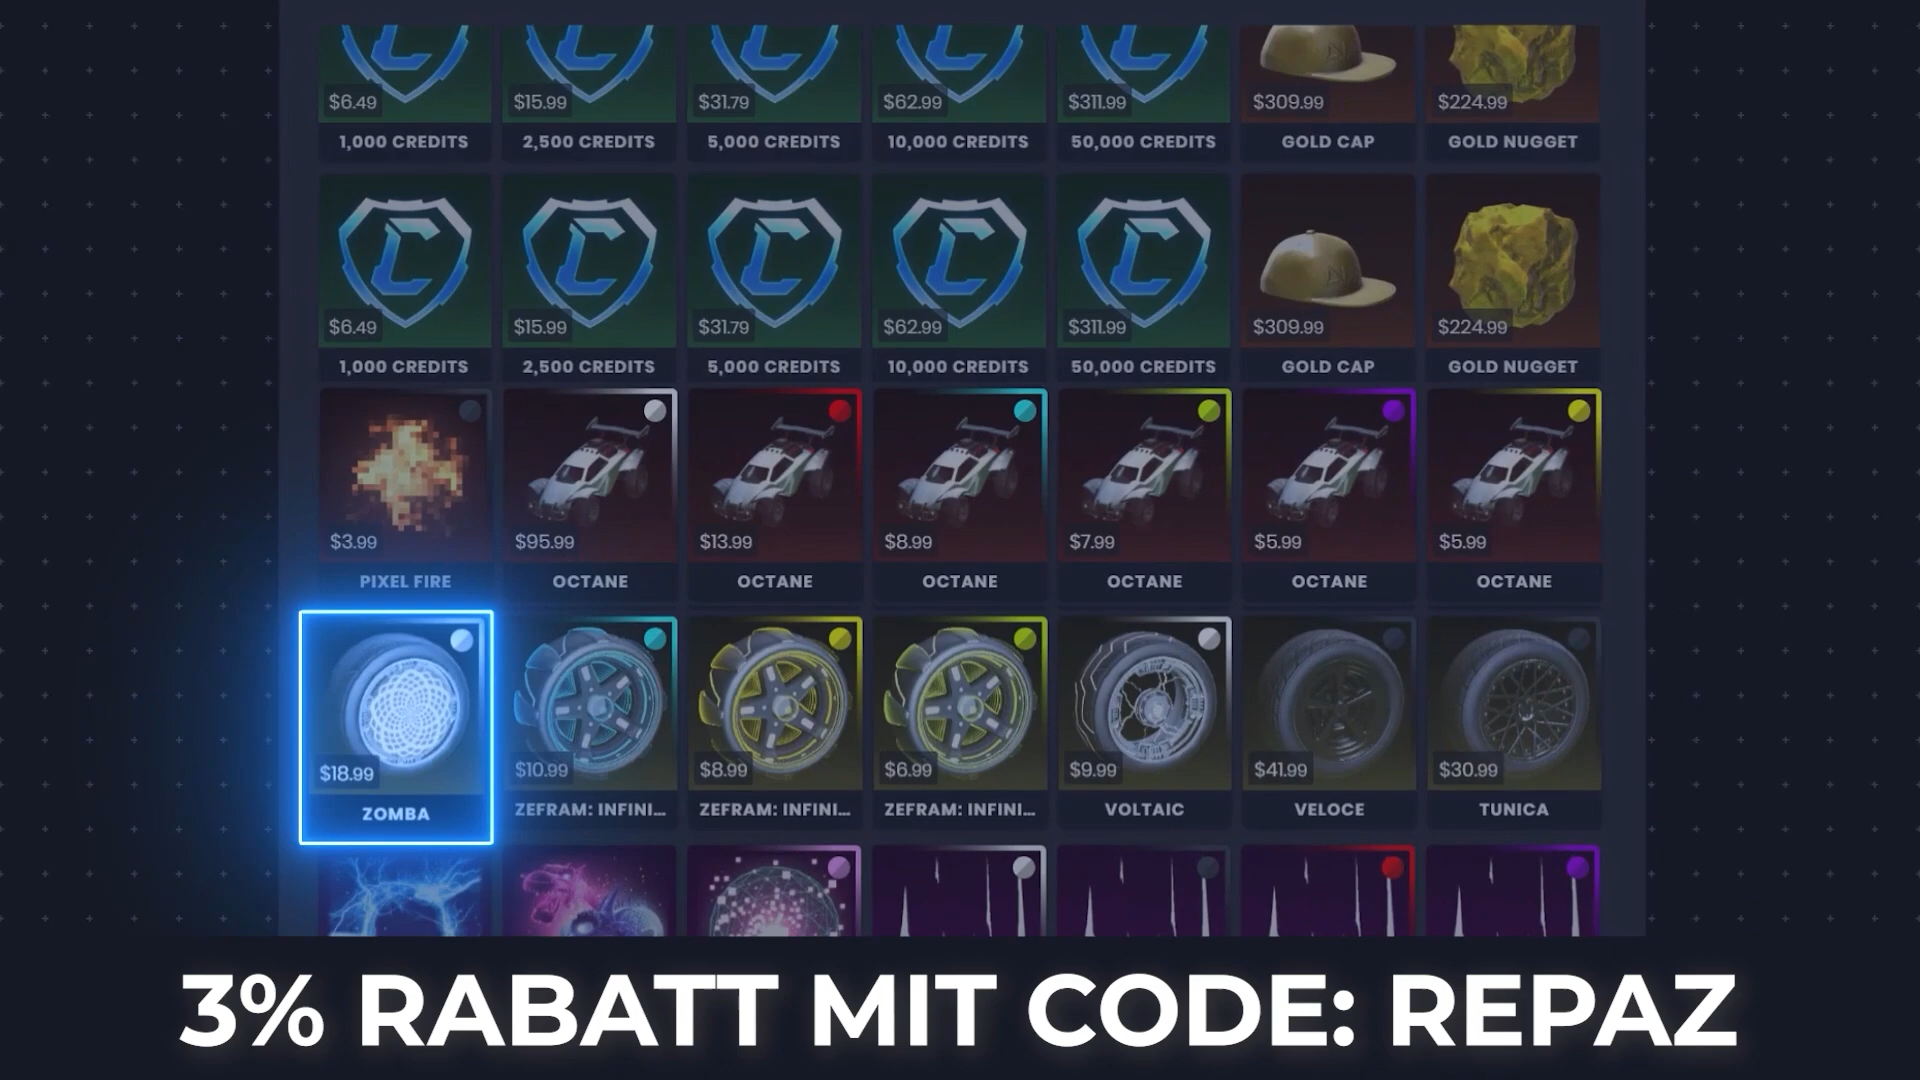 $6.49 $15.99 $31.79 $62.99 $311.99 $309.99 $224.99
1,000 CREDITS 2,500 CREDITS 5,000 CREDITS 10,000 CREDITS 50,000 CREDITS GOLD CAP GOLD NUGGET
$6.49 $15.99 $31.79 $62.99 $311.99 $309.99 $224.99
1,000 CREDITS 2,500 CREDITS 5,000 CREDITS 10,000 CREDITS 50,000 CREDITS GOLD CAP GOLD NUGGET
$3.99 $95.99 $13.99 $8.99 $7.99 $5.99 $5.99
PIXEL FIRE OCTANE OCTANE OCTANE OCTANE OCTANE OCTANE
$18.99 $10.99 $8.99 $6.99 $9.99 $41.99 $30.99
ZOMBA ZEFRAM: INFINI... ZEFRAM: INFINI... ZEFRAM: INFINI... VOLTAIC VELOCE TUNICA
3% RABATT MIT CODE: REPAZ